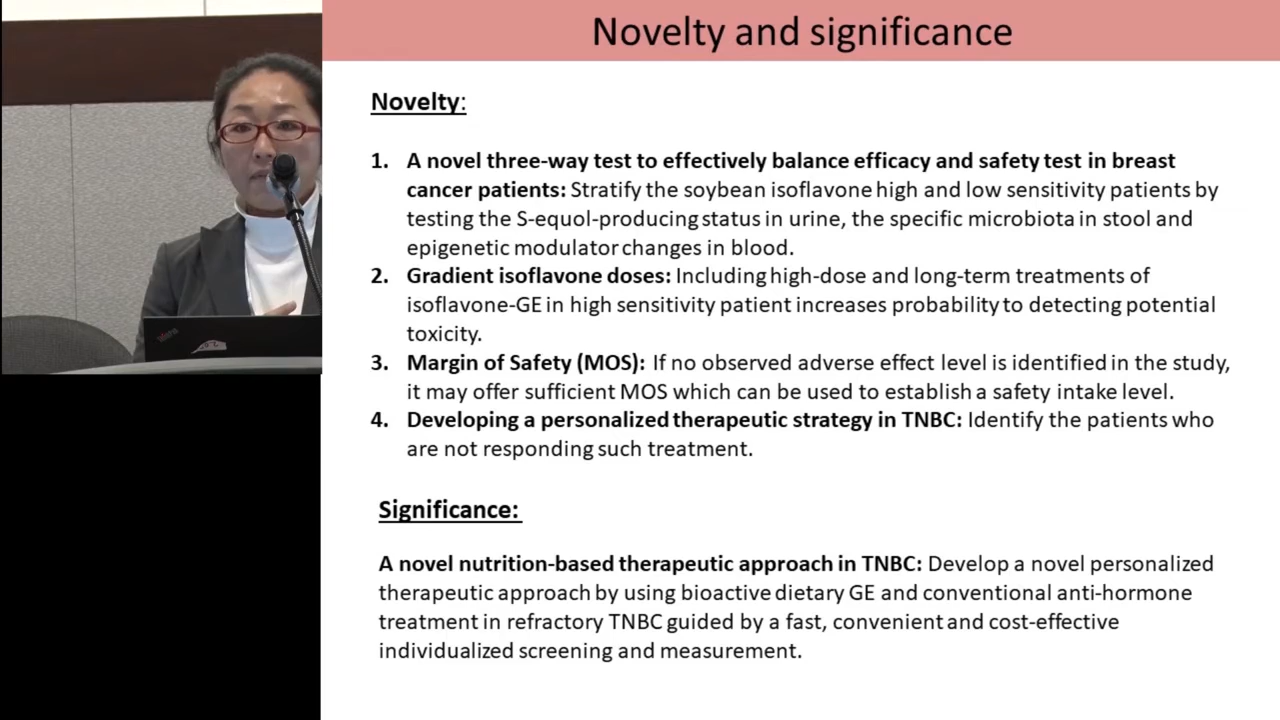 Novelty and significance
Novelty:
1. A novel three-way test to effectively balance efficacy and safety test in breast
cancer patients: Stratify the soybean isoflavone high and low sensitivity patients by
testing the S-equol-producing status in urine, the specific microbiota in stool and
epigenetic modulator changes in blood.
2. Gradient isoflavone doses: Including high-dose and long-term treatments of
isoflavone-GE in high sensitivity patient increases probability to detecting potential
toxicity.
3. Margin of Safety (MOS): If no observed adverse effect level is identified in the study,
it may offer sufficient MOS which can be used to establish a safety intake level.
4. Developing a personalized therapeutic strategy in TNBC: Identify the patients who
are not responding such treatment.
Significance:
A novel nutrition-based therapeutic approach in TNBC: Develop a novel personalized
therapeutic approach by using bioactive dietary GE and conventional anti-hormone
treatment in refractory TNBC guided by a fast, convenient and cost-effective
individualized screening and measurement.